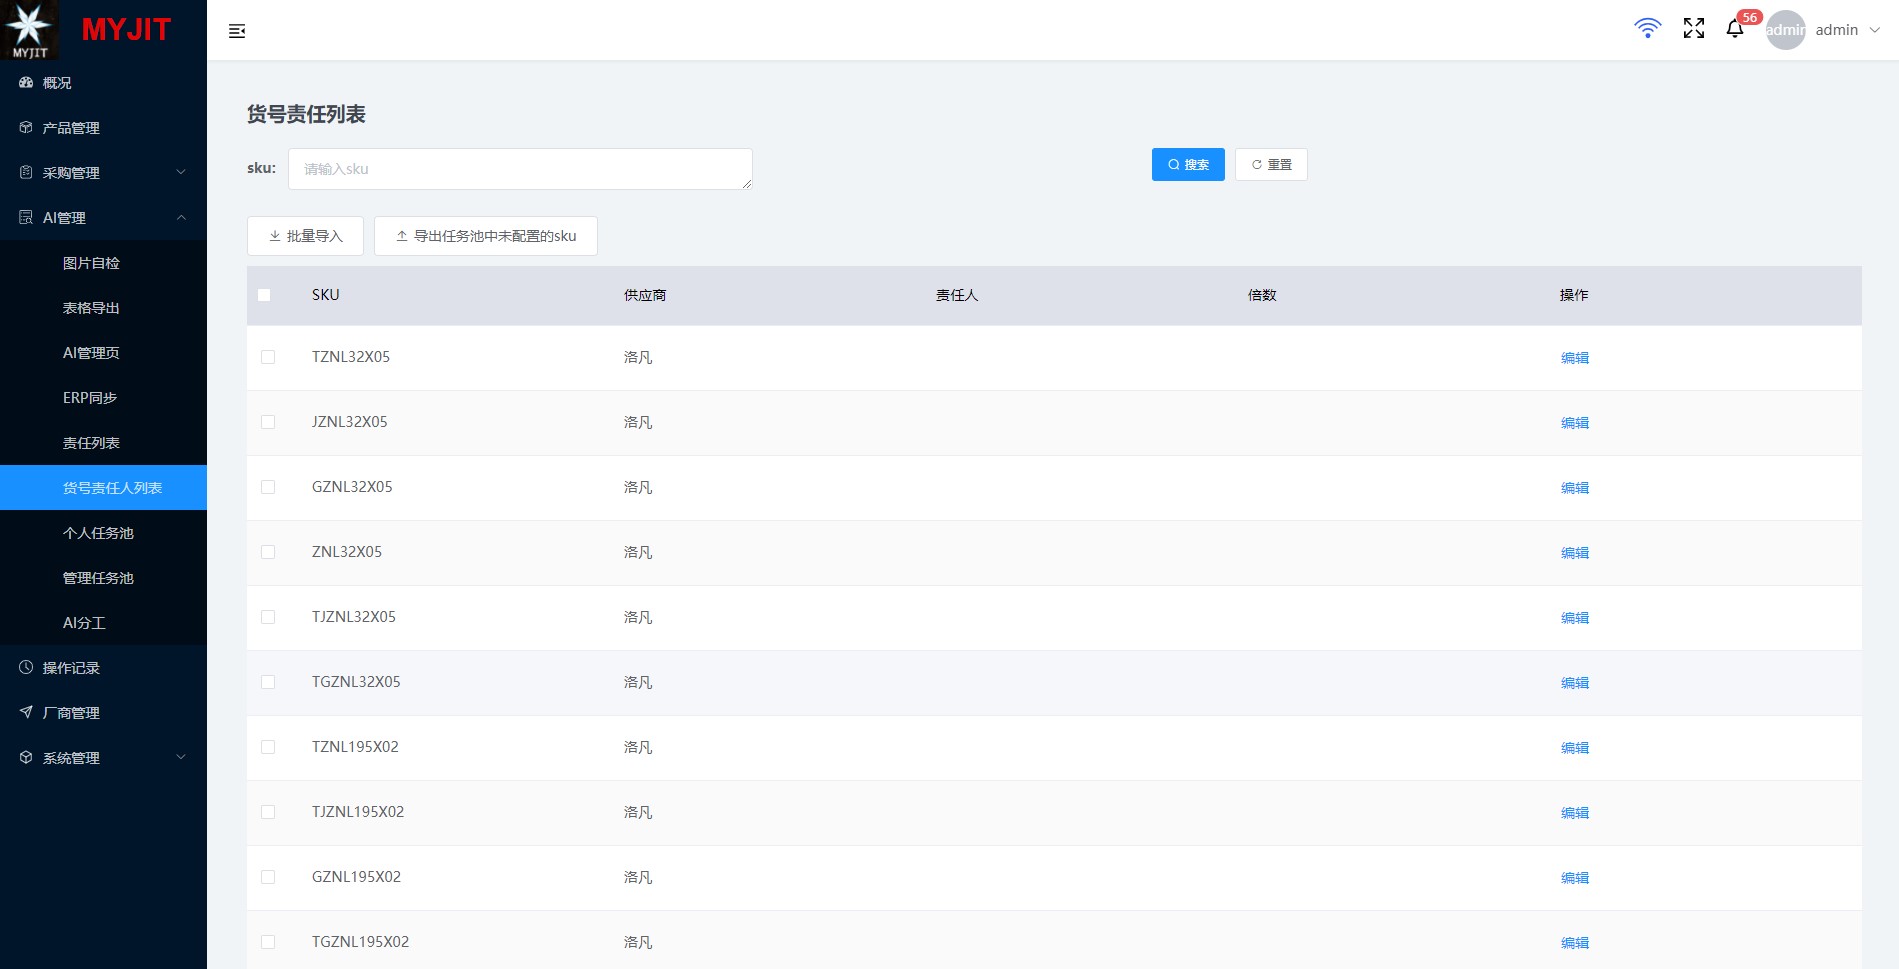 MYJIT
MYJIT
概况
产品管理
采购管理
AI管理
图片自检
表格导出
AI管理页
ERP同步
责任列表
货号责任人列表
个人任务池
管理任务池
AI分工
操作记录
厂商管理
系统管理
56
admin
admin
货号责任列表
sku:
请输入sku
搜索
重置
批量导入
导出任务池中未配置的sku
SKU 供应商 责任人 倍数 操作
TZNL32X05 洛凡 编辑
JZNL32X05 洛凡 编辑
GZNL32X05 洛凡 编辑
ZNL32X05 洛凡 编辑
TJZNL32X05 洛凡 编辑
TGZNL32X05 洛凡 编辑
TZNL195X02 洛凡 编辑
TJZNL195X02 洛凡 编辑
GZNL195X02 洛凡 编辑
TGZNL195X02 洛凡 编辑